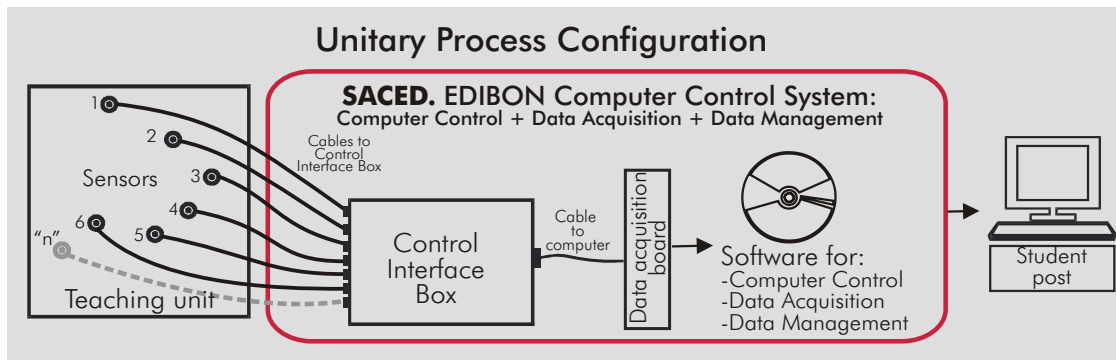 Unitary Process Configuration
SACED. EDIBON Computer Control System:
Computer Control + Data Acquisition + Data Management
1
2
3
4
5
6
“n”
Sensors
Teaching unit
Cables to
Control
Interface Box
Control
Interface
Box
Cable
to
computer
Data acquisition
board
Software for:
-Computer Control
-Data Acquisition
-Data Management
Student
post